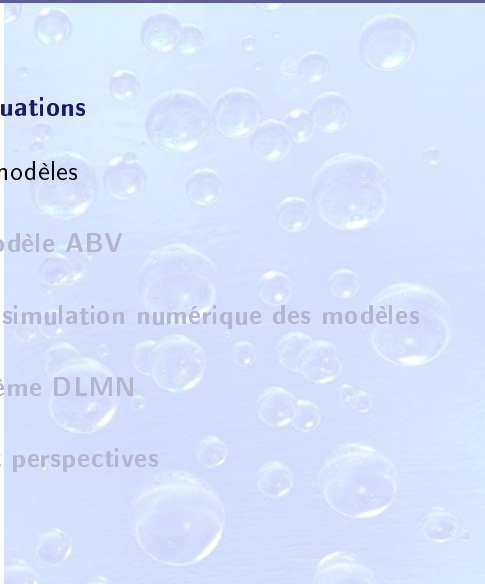 uations
modèles
odèle ABV
simulation numérique des modèles
ème DLMN
perspectives